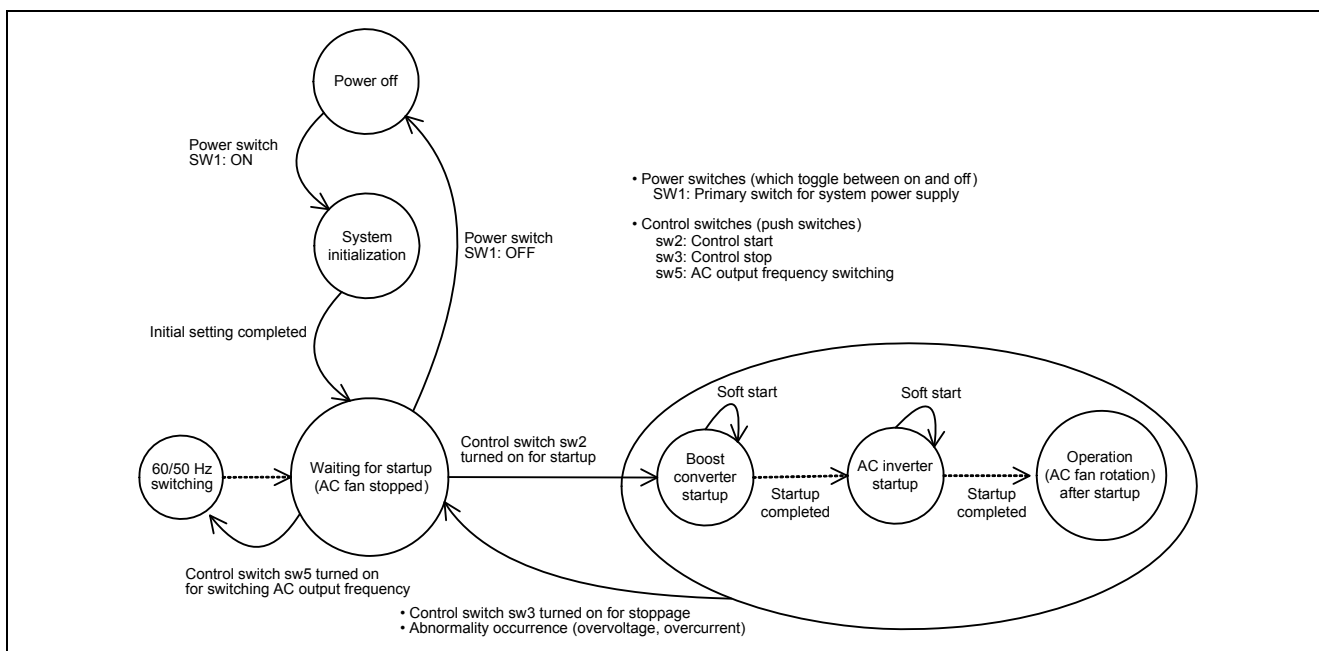 Power off
Power switch
SW1: ON
• Power switches (which toggle between on and off)
SW1: Primary switch for system power supply
• Control switches (push switches)
sw2: Control start
sw3: Control stop
sw5: AC output frequency switching
System
initialization
Power switch
SW1: OFF
Initial setting completed
Soft start
Soft start
60/50 Hz
switching
Waiting for startup
(AC fan stopped)
Control switch sw2
turned on for startup
Boost
converter
startup
Startup
completed
AC inverter
startup
Startup
completed
Operation
(AC fan rotation)
after startup
Control switch sw5 turned on
for switching AC output frequency
• Control switch sw3 turned on for stoppage
• Abnormality occurrence (overvoltage, overcurrent)